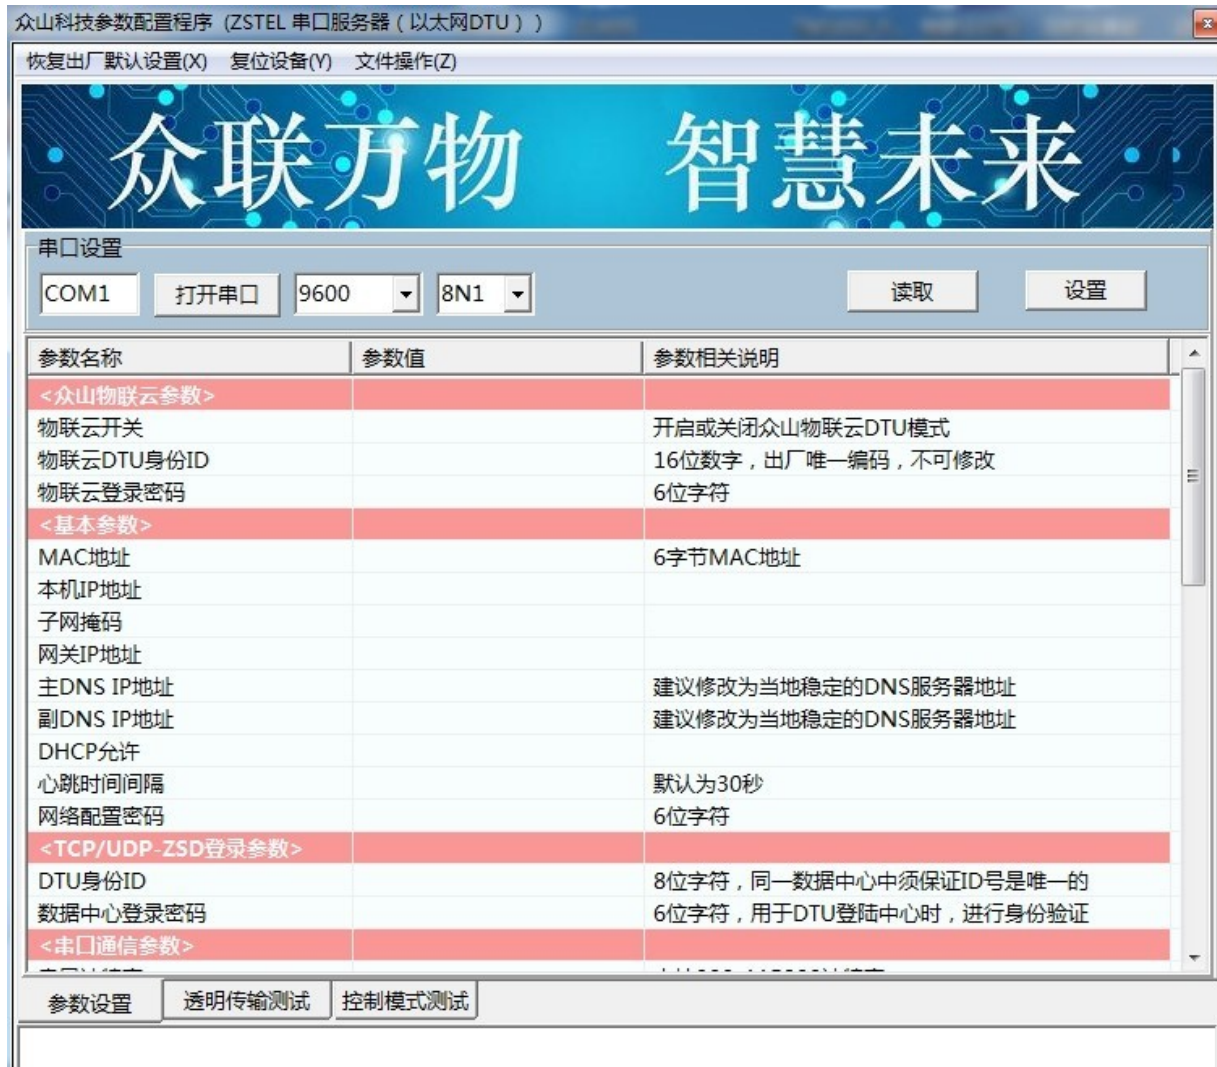 众山科技参数配置程序 (ZSTEL 串口服务器（以太网DTU）)
恢复出厂默认设置(X) 复位设备(Y) 文件操作(Z)
众联万物 智慧未来
串口设置
COM1 打开串口 9600 8N1 读取 设置
参数名称 参数值 参数相关说明
<众山物联云参数>
物联云开关 开启或关闭众山物联云DTU模式
物联云DTU身份ID 16位数字，出厂唯一编码，不可修改
物联云登录密码 6位字符
<基本参数>
MAC地址 6字节MAC地址
本机IP地址
子网掩码
网关IP地址
主DNS IP地址 建议修改为当地稳定的DNS服务器地址
副DNS IP地址 建议修改为当地稳定的DNS服务器地址
DHCP允许
心跳时间间隔 默认为30秒
网络配置密码 6位字符
<TCP/UDP-ZSD登录参数>
DTU身份ID 8位字符，同一数据中心中须保证ID号是唯一的
数据中心登录密码 6位字符，用于DTU登陆中心时，进行身份验证
<串口通信参数>
参数设置 透明传输测试 控制模式测试